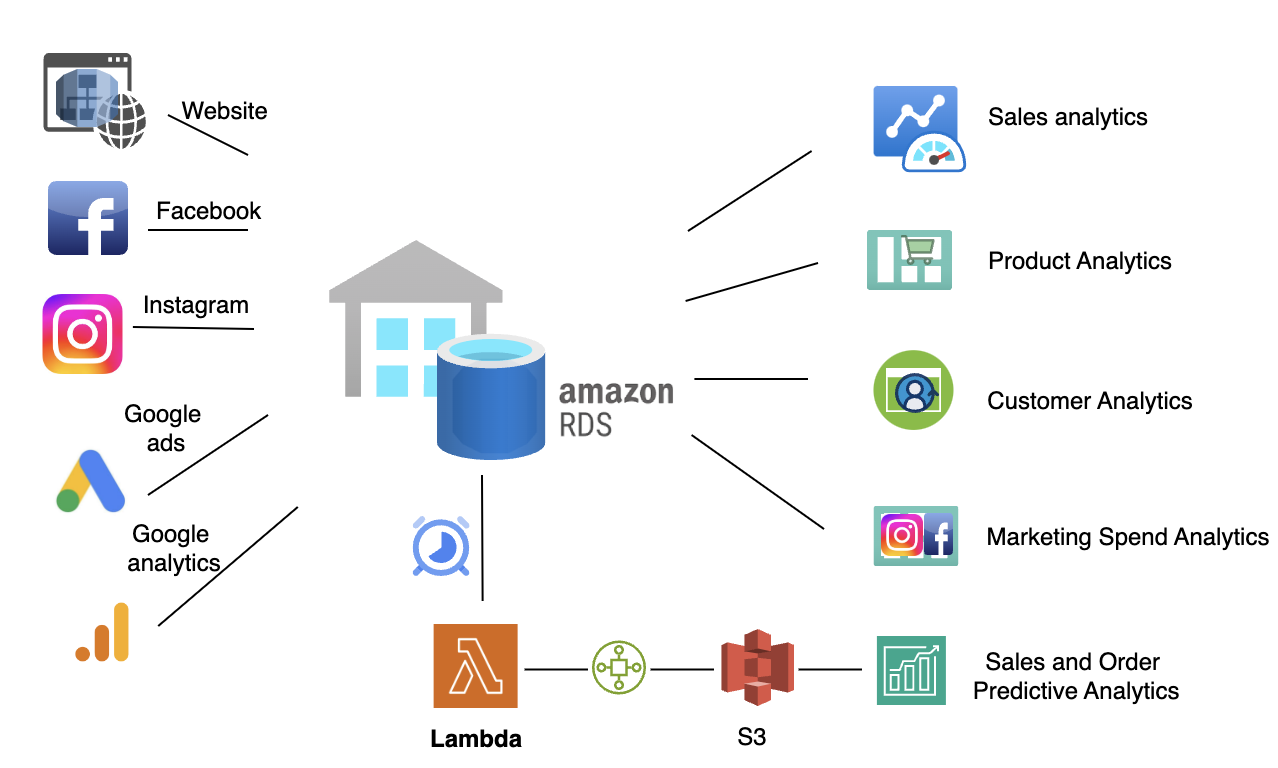 Website
Facebook
Instagram
Google
ads
Google
analytics
amazon
RDS
Lambda
S3
Sales analytics
Product Analytics
Customer Analytics
Marketing Spend Analytics
Sales and Order
Predictive Analytics